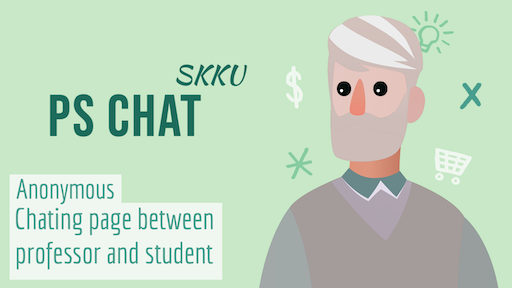 SKKU
PS CHAT
Anonymous
Chating page between
professor and student